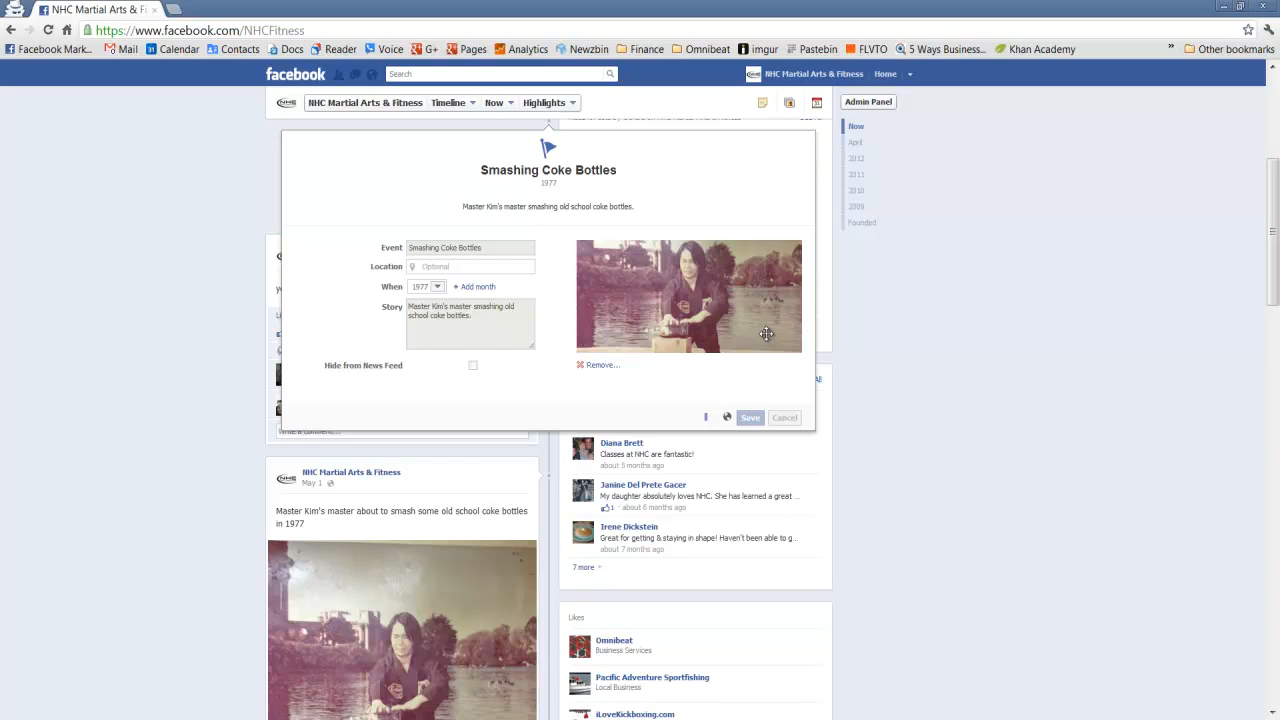 NHC Martial Arts & Fi
https://www.facebook.com/NHCFitness
Facebook Mark...
Mail
Calendar
Contacts
Docs
Reader
Voice
G+
Pages
Analytics
Newzbin
Finance
Omnibeat
imgur
Pastebin
FLVTO
5 Ways Business...
Khan Academy
»
Other bookmarks
facebook
Search
NHC Martial Arts & Fitness
Home
NHC Martial Arts & Fitness
Timeline
Now
Highlights
Admin Panel
Now
April
2012
2011
2010
2009
Founded
Smashing Coke Bottles
1977
Master Kim's master smashing old school coke bottles.
Event Smashing Coke Bottles
Location Optional
When 1977 + Add month
Story Master Kim's master smashing old
school coke bottles.
Hide from News Feed
Remove...
Save Cancel
All
Write a comment...
NHC Martial Arts & Fitness
May 1
Master Kim's master about to smash some old school coke bottles
in 1977
Diana Brett
Classes at NHC are fantastic!
about 5 months ago
Janine Del Prete Gacer
My daughter absolutely loves NHC. She has learned a great ...
1 · about 6 months ago
Irene Dickstein
Great for getting & staying in shape! Haven't been able to g...
about 7 months ago
7 more
Likes
Omnibeat
Business Services
Pacific Adventure Sportfishing
Local Business
iLoveKickboxing.com